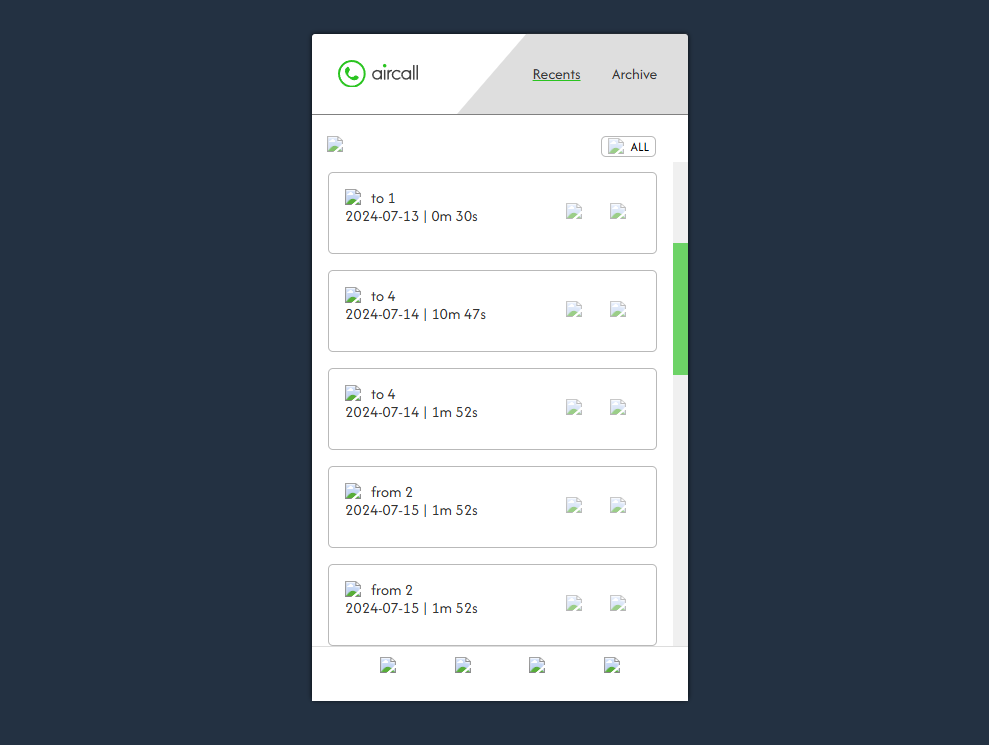 aircall
Recents Archive
ALL
to 1
2024-07-13 | 0m 30s
to 4
2024-07-14 | 10m 47s
to 4
2024-07-14 | 1m 52s
from 2
2024-07-15 | 1m 52s
from 2
2024-07-15 | 1m 52s